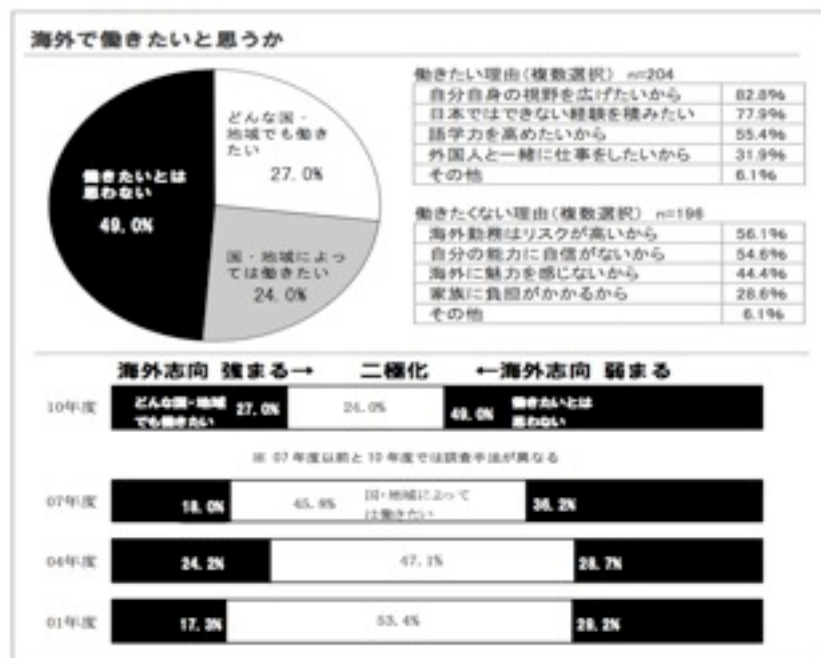 海外で働きたいと思うか
どんな国・
地域でも働き
たい
27.0%
働きたいとは
思わない
49.0%
国・地域によっ
ては働きたい
24.0%
働きたい理由(複数選択) n=204
自分自身の視野を広げたいから 82.8%
日本ではできない経験を積みたい 77.9%
語学力を高めたいから 55.4%
外国人と一緒に仕事をしたいから 31.9%
その他 6.1%
働きたくない理由(複数選択) n=196
海外勤務はリスクが高いから 56.1%
自分の能力に自信がないから 54.6%
海外に魅力を感じないから 44.4%
家族に負担がかかるから 28.6%
その他 6.1%
海外志向 強まる→ 二極化 ←海外志向 弱まる
10年度 どんな国・地域 でも働きたい 27.0% 24.0% 49.0% 働きたいとは 思わない
※ 07年度以前と10年度では調査手法が異なる
07年度 18.0% 45.8% 国・地域によって は働きたい 36.2%
04年度 24.2% 47.1% 28.7%
01年度 17.3% 53.4% 29.2%